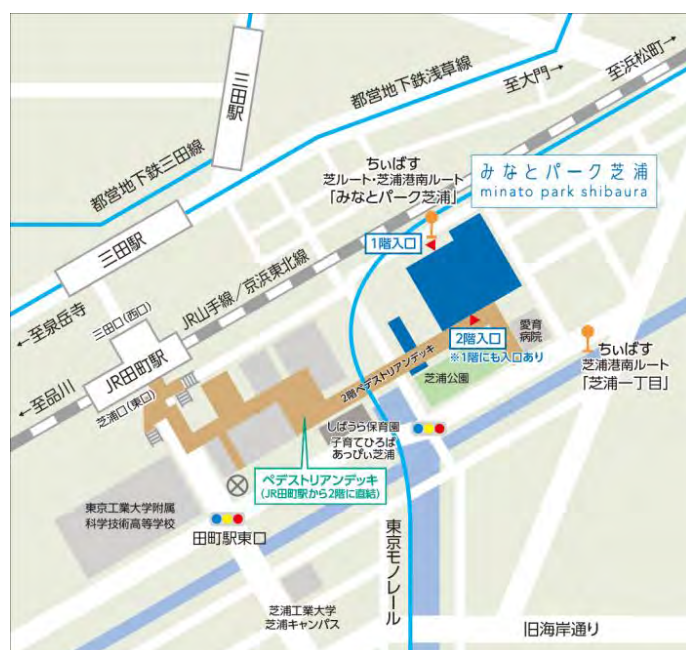 三田駅
都営地下鉄浅草線
至大門→
至浜松町→
都営地下鉄三田線
ちぃばす
芝ルート・芝浦港南ルート
「みなとパーク芝浦」
みなとパーク芝浦
minato park shibaura
三田駅
1階入口
JR山手線/京浜東北線
←至泉岳寺
三田口(西口)
2階入口
※1階にも入口あり
愛育
病院
ちぃばす
芝浦港南ルート
「芝浦一丁目」
JR田町駅
←至品川
芝浦口(東口)
2階ペデストリアンデッキ
芝浦公園
しばうら保育園
子育てひろば
あっぴぃ芝浦
ペデストリアンデッキ
(JR田町駅から2階に直結)
東京工業大学附属
科学技術高等学校
田町駅東口
東京モノレール
芝浦工業大学
芝浦キャンパス
旧海岸通り